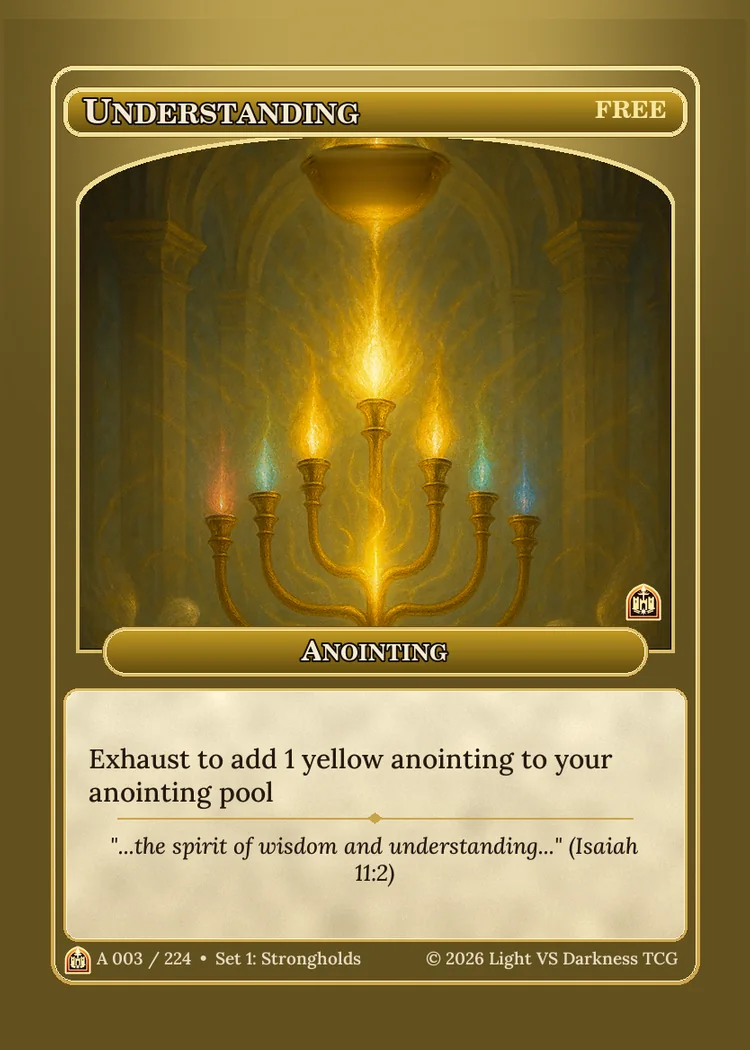 Understanding
FREE
Anointing
Exhaust to add 1 yellow anointing to your
anointing pool
"...the spirit of wisdom and understanding..." (Isaiah
11:2)
A 003 / 224 • Set 1: Strongholds
© 2026 Light VS Darkness TCG